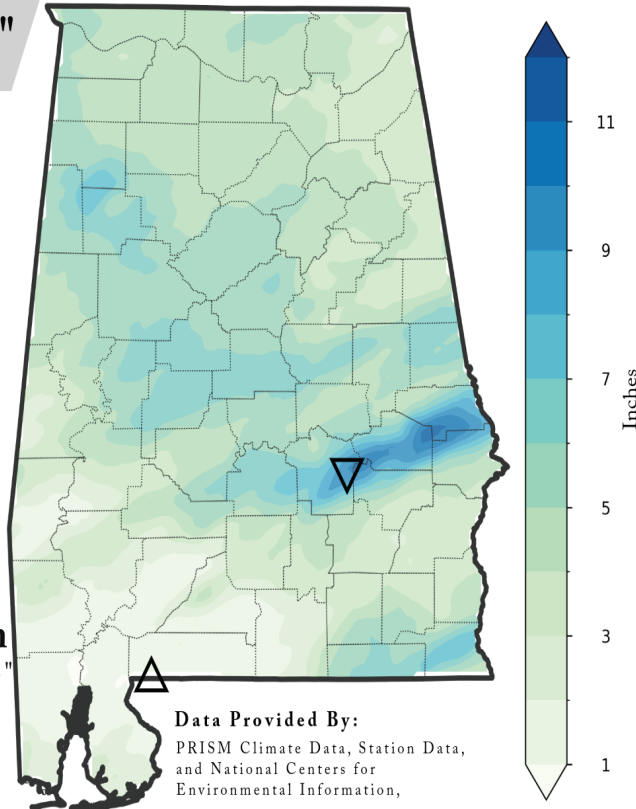 "
11
9
7
Inches
5
3
n
"
1
Data Provided By:
PRISM Climate Data, Station Data,
and National Centers for
Environmental Information,